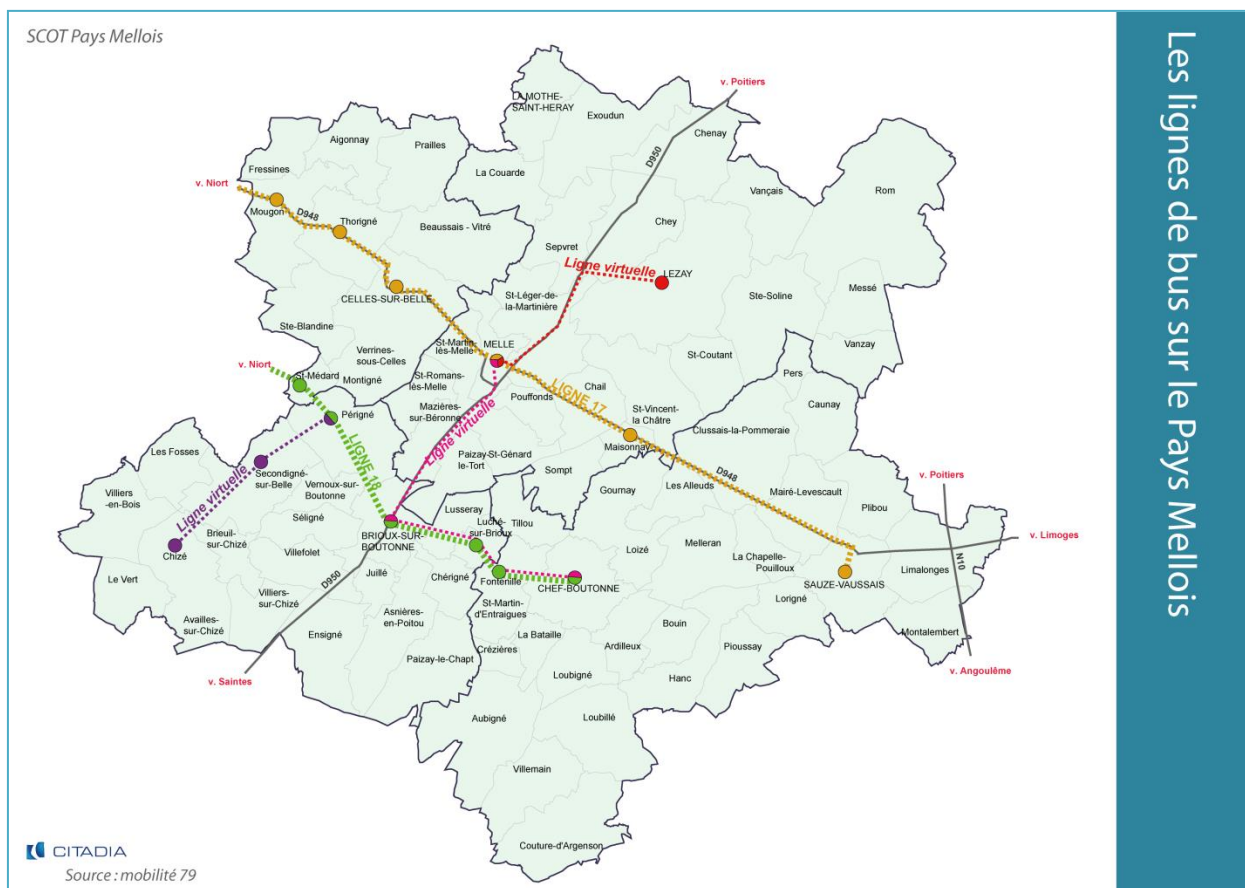 SCOT Pays Mellois
Les lignes de bus sur le Pays Mellois
v. Poitiers
LA MOTHE-
SAINT-HERAY
Exoudun
Chenay
D950
Aigonnay
Prailles
Fressines
La Couarde
v. Niort
Vançais
Rom
Mougon
D948
Thorigné
Beaussais - Vitré
Chey
Sepvret
Ligne virtuelle
LEZAY
CELLES-SUR-BELLE
St-Léger-de-
la-Martinière
Ste-Soline
Messé
Ste-Blandine
St-Martin-
lès-Melle
MELLE
Vanzay
Verrines-
sous-Celles
St-Coutant
v. Niort
St-Médard
Montigné
St-Romans-
lès-Melle
Pouffonds
Chail
LIGNE 17
Pers
Caunay
Périgné
Mazières-
sur-Béronne
Ligne virtuelle
St-Vincent-
la Châtre
Clussais-la-Pommeraie
Maisonnay
Les Fosses
LIGNE 18
Paizay-
le-Tort
St-Génard
Sompt
D948
v. Poitiers
Villiers
-en-Bois
Ligne virtuelle
Secondigné-
sur-Belle
Vernoux-sur-
Boutonne
Gournay
Les Alleuds
Mairé-Levescault
Plibou
Lusseray
Séligné
BRIOUX-SUR-
BOUTONNE
Luché-
sur-Brioux
Tillou
Brieuil-
sur-Chizé
Chizé
Villefolet
Loizé
Melleran
La Chapelle-
Pouilloux
v. Limoges
N10
Limalonges
Le Vert
D950
Juillé
Chérigné
Fontenille
CHEF-BOUTONNE
SAUZE-VAUSSAIS
Lorigné
Villiers-
sur-Chizé
Asnières-
en-Poitou
St-Martin-
d'Entraigues
Availles-
sur-Chizé
Ensigné
La Bataille
Bouin
Montalembert
Crézières
Ardilleux
Pioussay
Paizay-le-Chapt
v. Saintes
Loubigné
Hanc
v. Angoulême
Aubigné
Loubillé
Villemain
Couture-d'Argenson
CITADIA
Source : mobilité 79